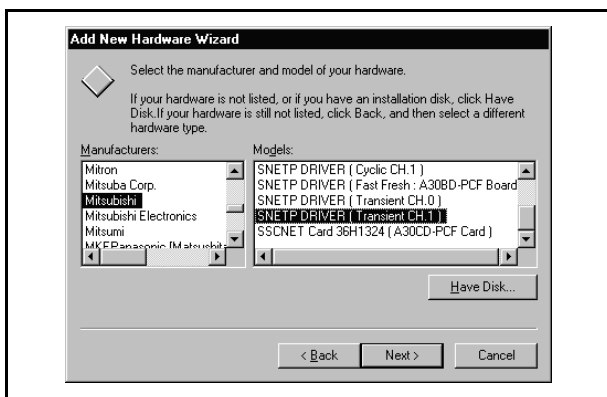 Add New Hardware Wizard
Select the manufacturer and model of your hardware.
If your hardware is not listed, or if you have an installation disk, click Have
Disk.If your hardware is still not listed, click Back, and then select a different
hardware type.
Manufacturers:
Mitron
Mitsuba Corp.
Mitsubishi
Mitsubishi Electronics
Mitsumi
MKEPanasonic (Matsushita
Models:
SNETP DRIVER ( Cyclic CH.1 )
SNETP DRIVER ( Fast Fresh : A30BD-PCF Board
SNETP DRIVER ( Transient CH.0 )
SNETP DRIVER ( Transient CH.1 )
SSCNET Card 36H1324 ( A30CD-PCF Card )
Have Disk...
< Back
Next >
Cancel